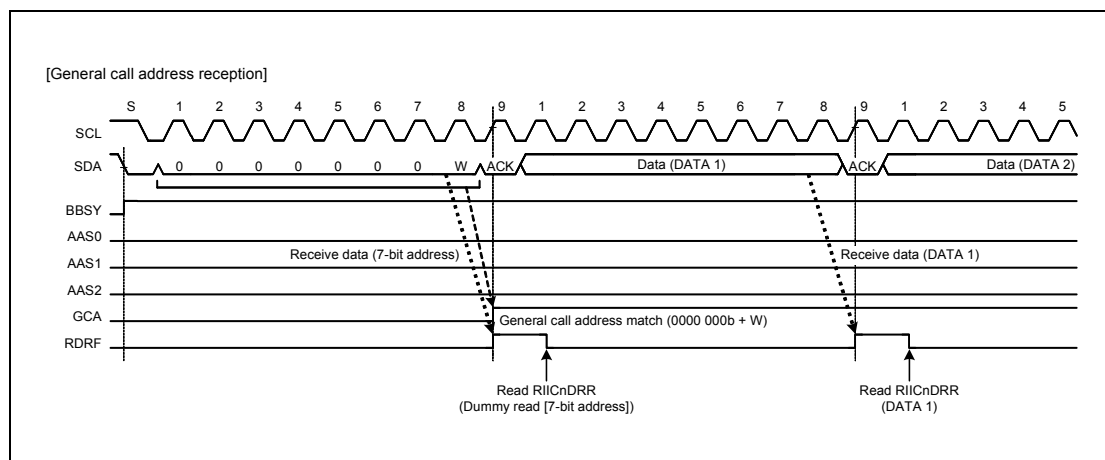 [General call address reception]
S 1 2 3 4 5 6 7 8 9 1 2 3 4 5 6 7 8 9 1 2 3 4 5
SCL
SDA 0 0 0 0 0 0 0 W ACK Data (DATA 1) ACK Data (DATA 2)
BBSY
AAS0
Receive data (7-bit address) Receive data (DATA 1)
AAS1
AAS2
GCA
General call address match (0000 000b + W)
RDRF
Read RIICnDRR Read RIICnDRR
(Dummy read [7-bit address]) (DATA 1)